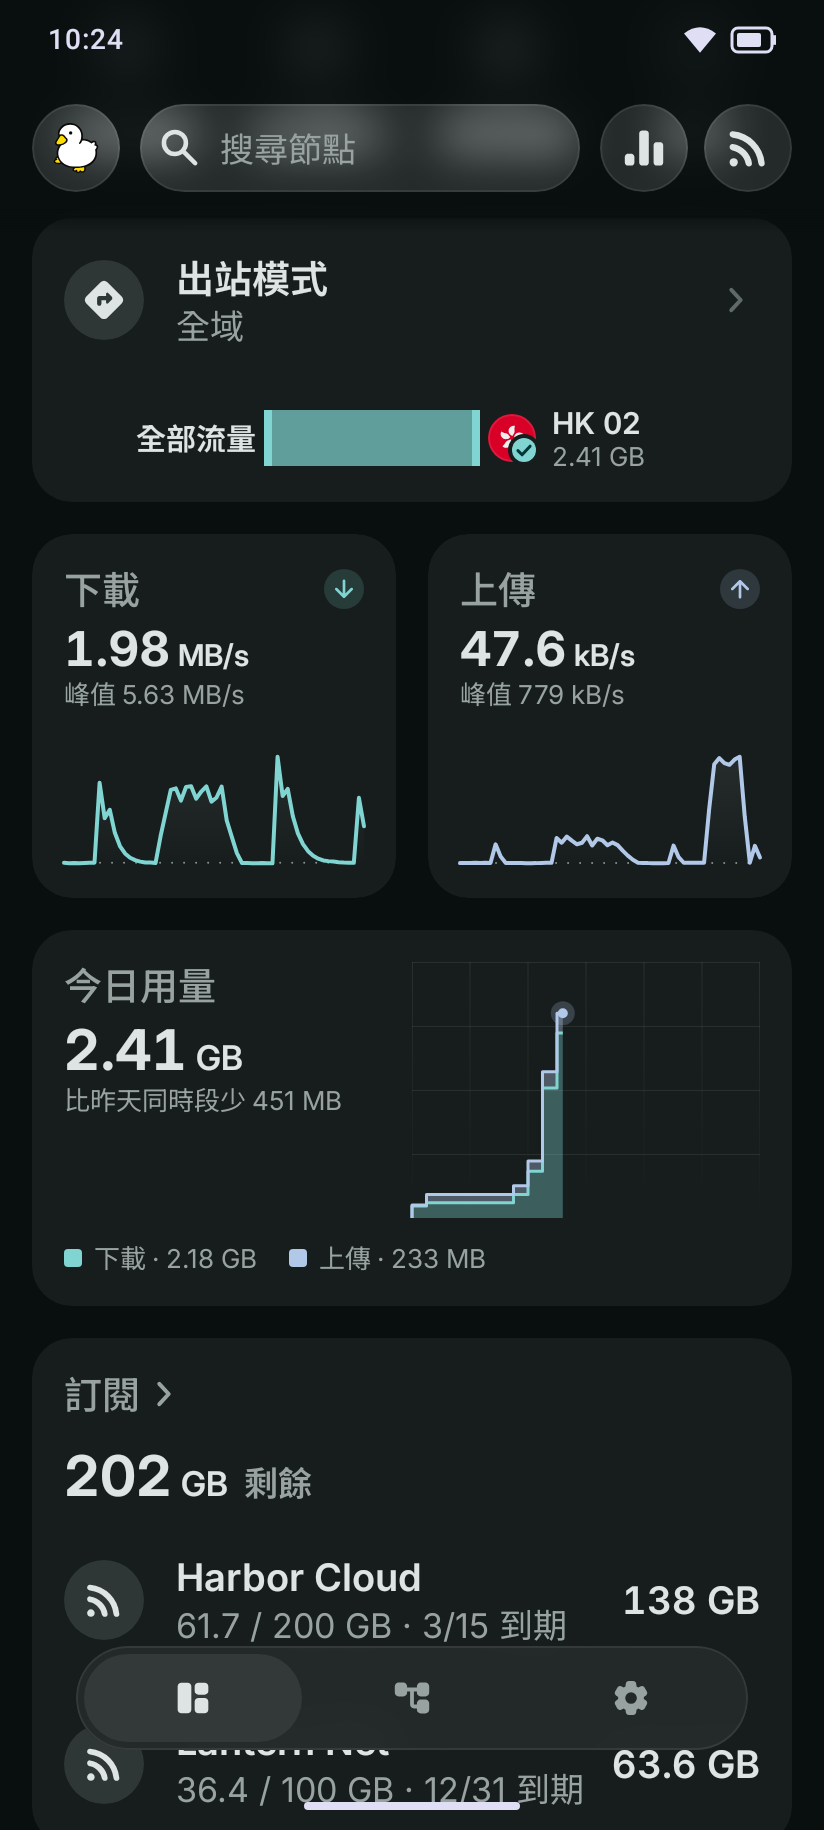 10:24
搜尋節點
出站模式
全域
全部流量
HK 02
2.41 GB
下載
1.98 MB/s
峰值 5.63 MB/s
上傳
47.6 kB/s
峰值 779 kB/s
今日用量
2.41 GB
比昨天同時段少 451 MB
下載 · 2.18 GB
上傳 · 233 MB
訂閱
202 GB 剩餘
Harbor Cloud
61.7 / 200 GB · 3/15 到期
138 GB
Lantern Net
36.4 / 100 GB · 12/31 到期
63.6 GB